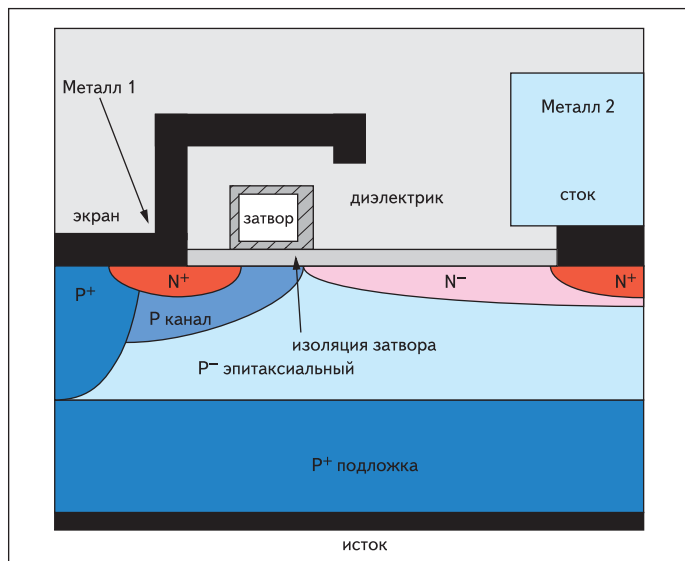 Металл 1
Металл 2
диэлектрик
сток
экран
затвор
P⁺
N⁺
N⁻
N⁺
P канал
изоляция затвора
P⁻ эпитаксиальный
P⁺ подложка
исток